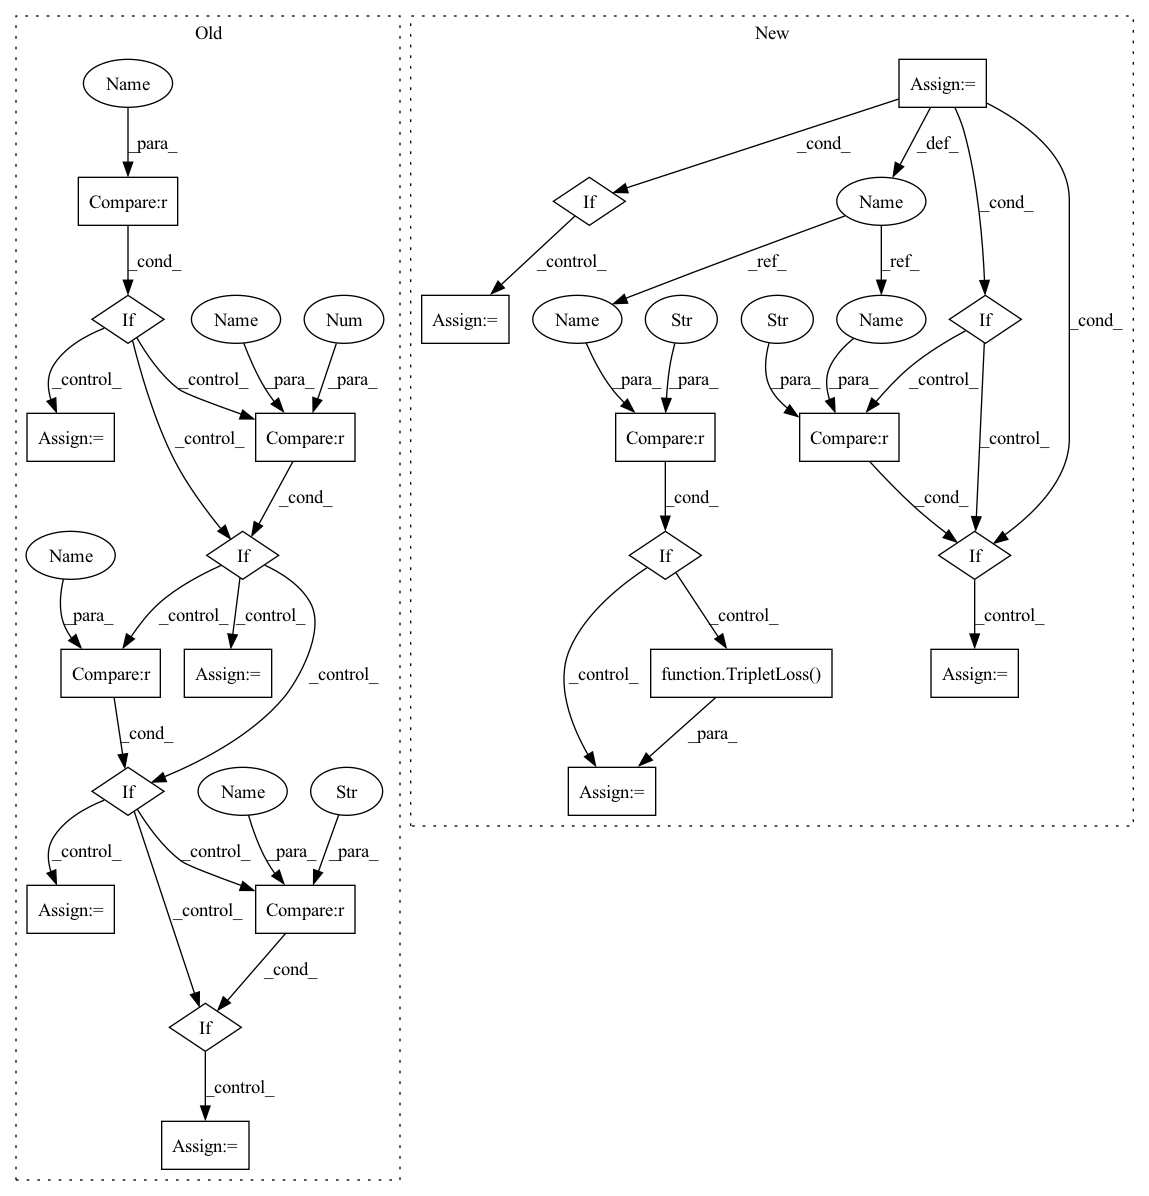 Old
New
Name
Assign:=
_para_
_cond_
_def_
Compare:r
If
Name
_cond_
_cond_
_control_
_ref_
_ref_
If
Name
Num
Assign:=
Name
Str
Str
Name
If
_cond_
_control_
_control_
_para_
_para_
_para_
_para_
_para_
_para_
_control_
Assign:=
Compare:r
Compare:r
Compare:r
_control_
_control_
_cond_
_cond_
_cond_
Name
If
If
If
_para_
_control_
_control_
_control_
_control_
Compare:r
Assign:=
function.TripletLoss()
Assign:=
_control_
_control_
_cond_
_para_
If
Name
Str
Assign:=
_control_
_control_
_para_
_para_
Assign:=
Compare:r
_control_
_cond_
If
_control_
Assign:=